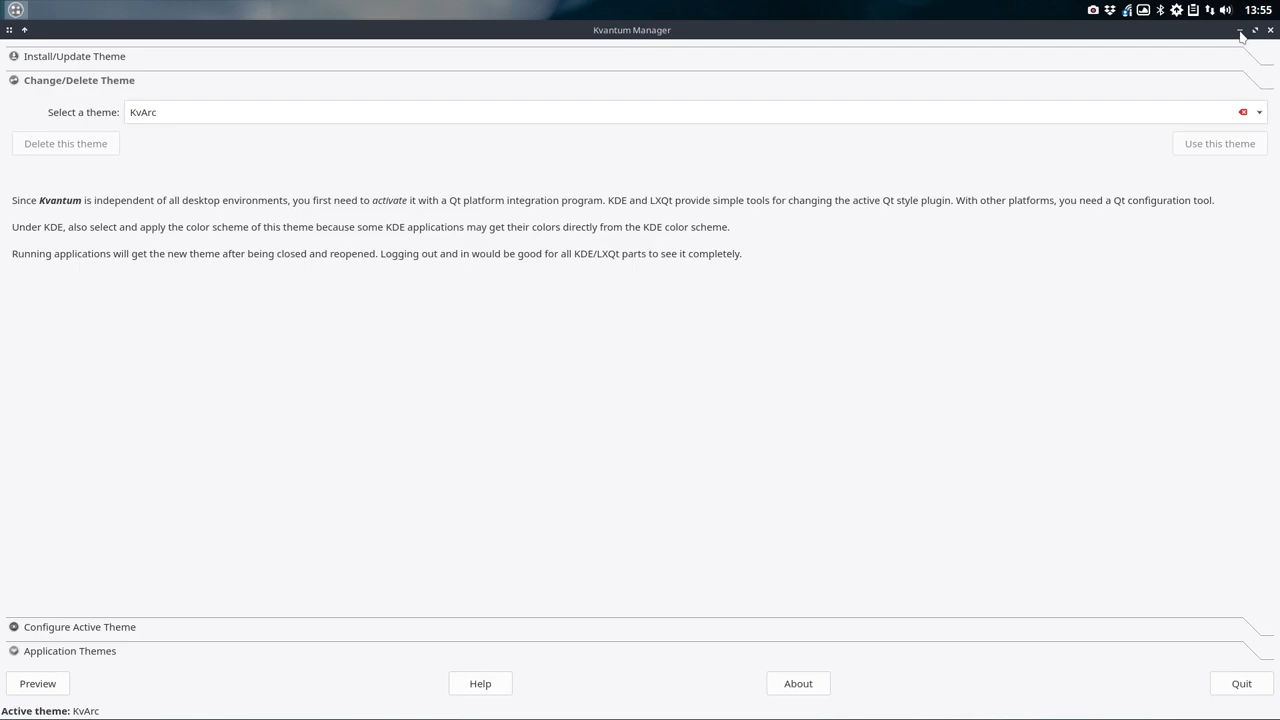 13:55
Kvantum Manager
Install/Update Theme
Change/Delete Theme
Select a theme: KvArc
Delete this theme Use this theme
Since Kvantum is independent of all desktop environments, you first need to activate it with a Qt platform integration program. KDE and LXQt provide simple tools for changing the active Qt style plugin. With other platforms, you need a Qt configuration tool.
Under KDE, also select and apply the color scheme of this theme because some KDE applications may get their colors directly from the KDE color scheme.
Running applications will get the new theme after being closed and reopened. Logging out and in would be good for all KDE/LXQt parts to see it completely.
Configure Active Theme
Application Themes
Preview Help About Quit
Active theme: KvArc